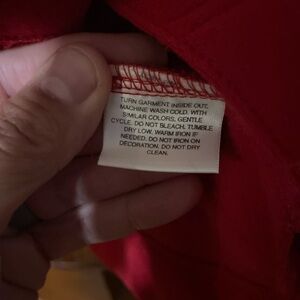 TURN GARMENT INSIDE OUT.
MACHINE WASH COLD. WITH
SIMILAR COLORS, GENTLE
CYCLE. DO NOT BLEACH. TUMBLE
DRY LOW, WARM IRON IF
NEEDED. DO NOT IRON ON
DECORATION. DO NOT DRY
CLEAN.